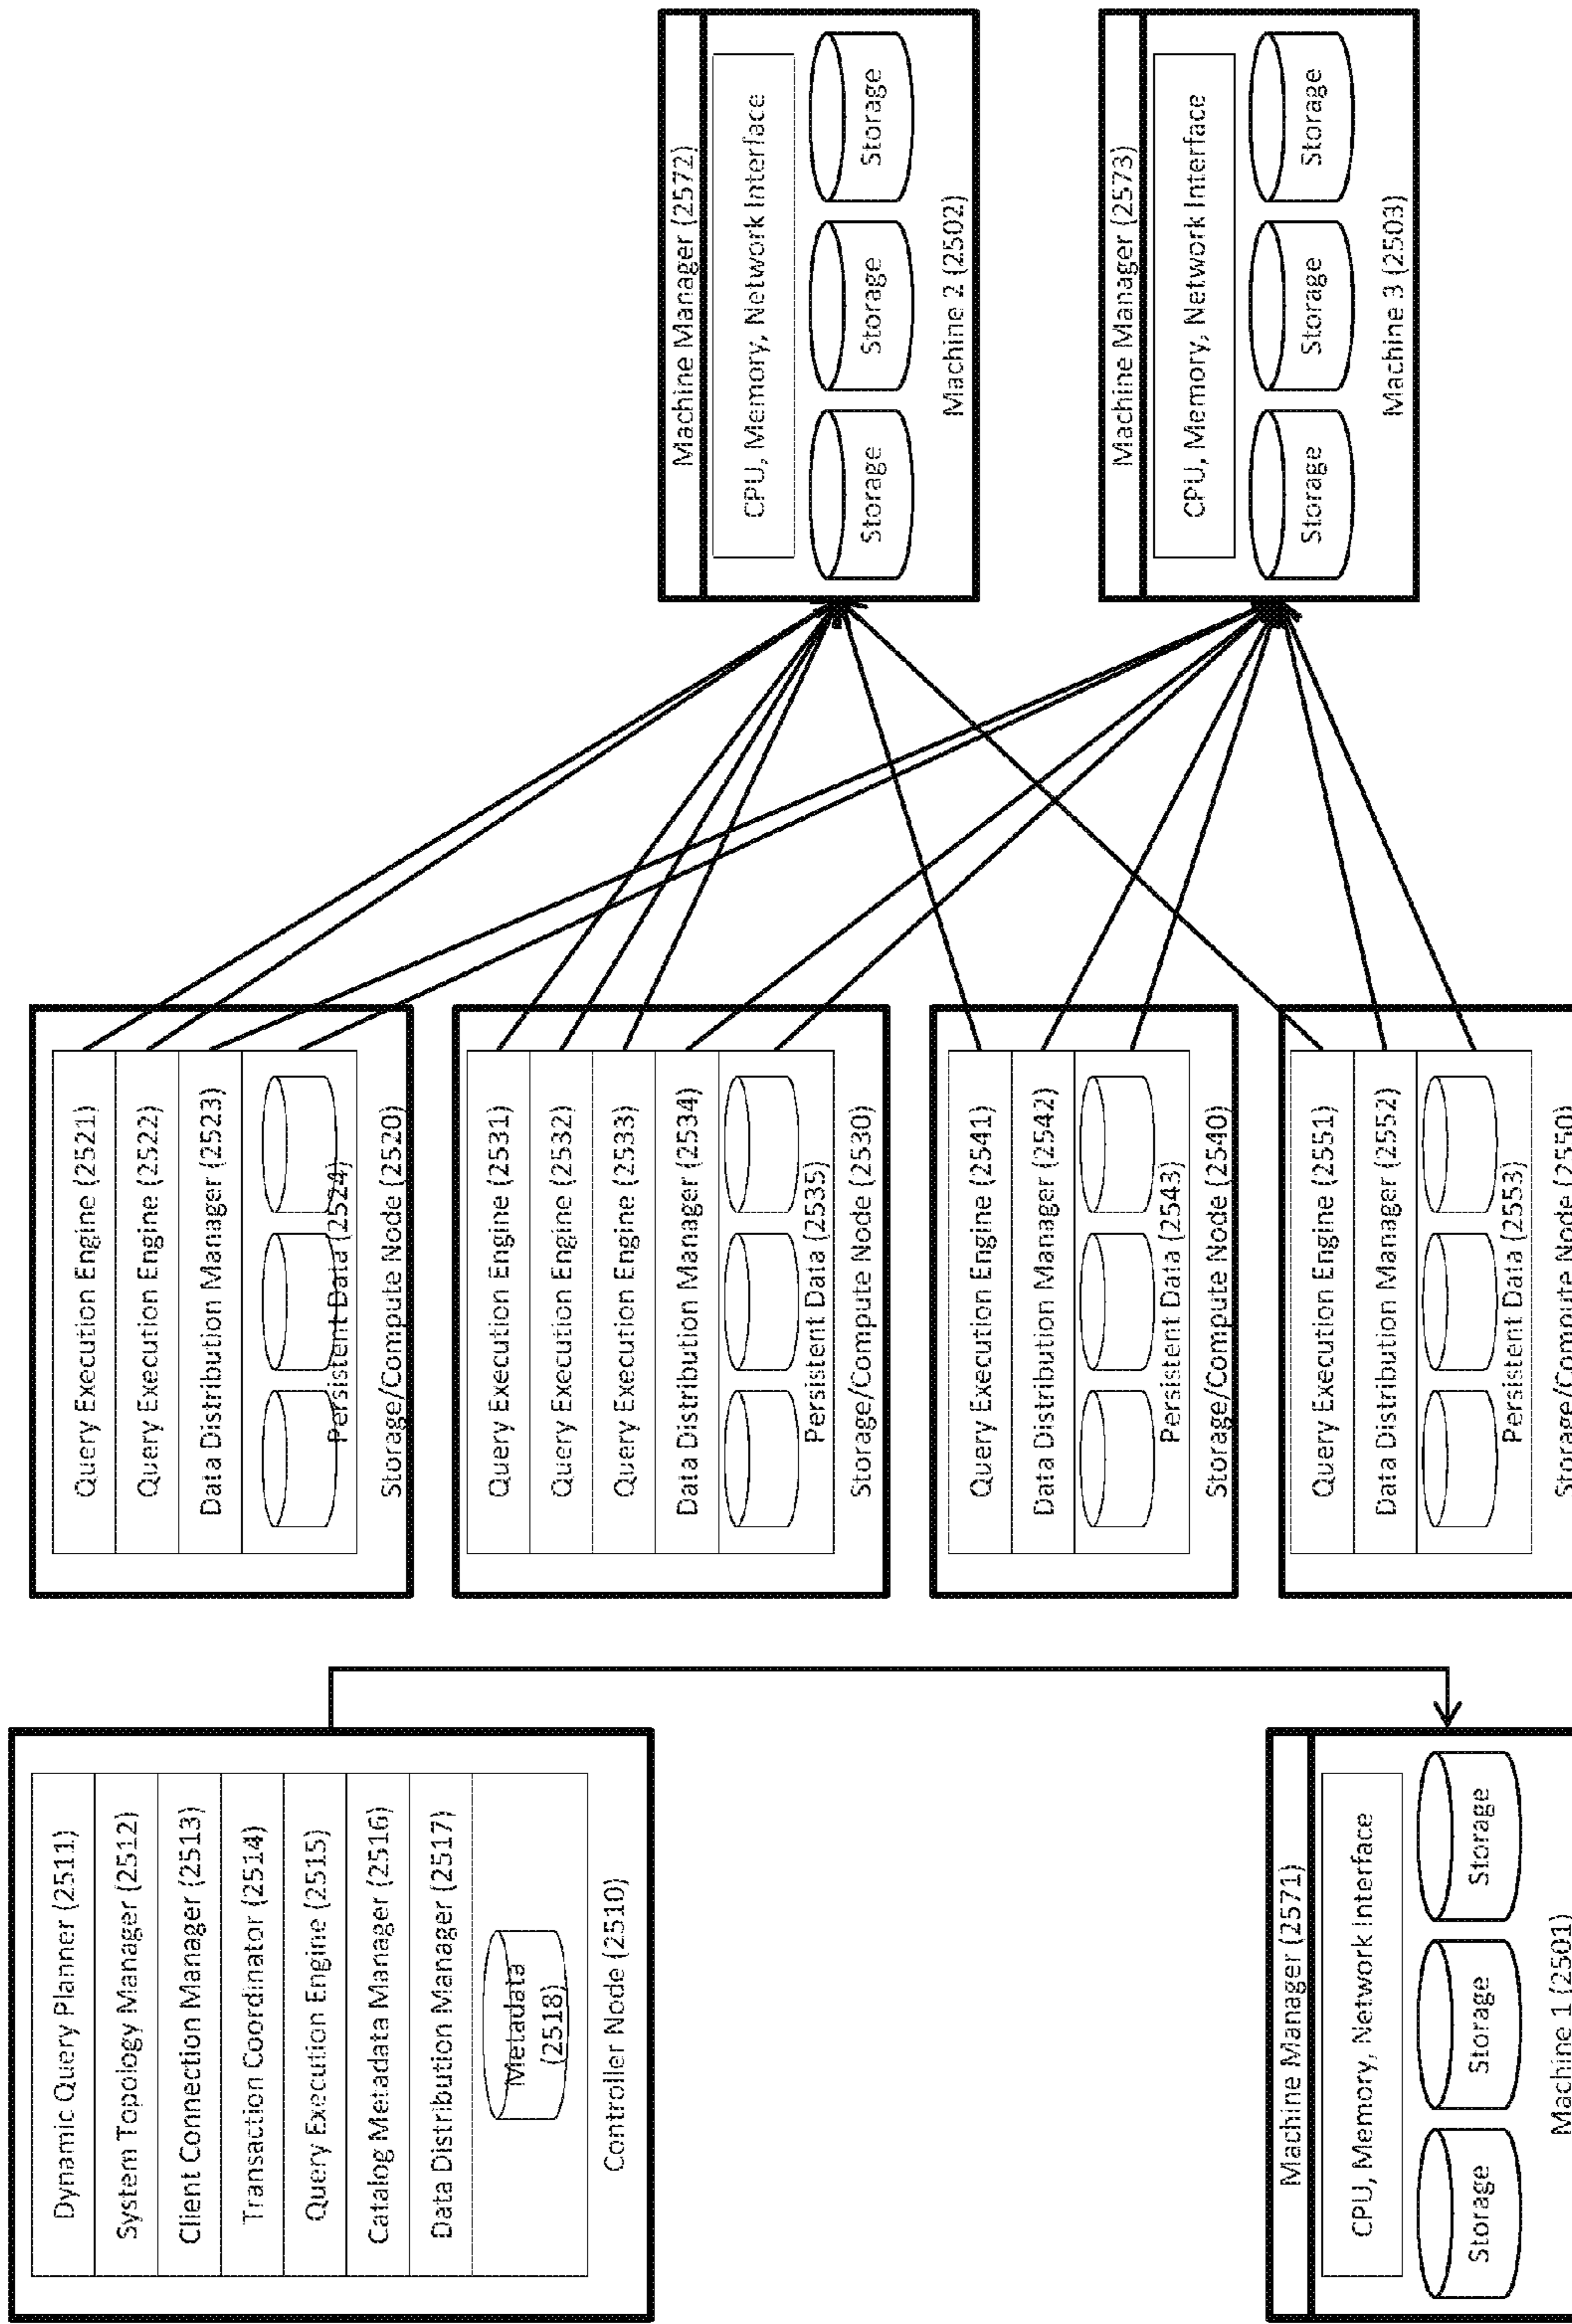 Dynamic Query Planner (2511)
System Topology Manager (2512)
Client Connection Manager (2513)
Transaction Coordinator (2514)
Query Execution Engine (2515)
Catalog Metadata Manager (2516)
Data Distribution Manager (2517)
Metadata
(2518)
Controller Node (2510)
Machine Manager (2571)
CPU, Memory, Network Interface
Storage
Storage
Storage
Machine 1 (2501)
Query Execution Engine (2521)
Query Execution Engine (2522)
Data Distribution Manager (2523)
Persistent Data (2524)
Storage/Compute Node (2520)
Query Execution Engine (2531)
Query Execution Engine (2532)
Query Execution Engine (2533)
Data Distribution Manager (2534)
Persistent Data (2535)
Storage/Compute Node (2530)
Query Execution Engine (2541)
Data Distribution Manager (2542)
Persistent Data (2543)
Storage/Compute Node (2540)
Query Execution Engine (2551)
Data Distribution Manager (2552)
Persistent Data (2553)
Storage/Compute Node (2550)
Machine Manager (2572)
CPU, Memory, Network Interface
Storage
Storage
Storage
Machine 2 (2502)
Machine Manager (2573)
CPU, Memory, Network Interface
Storage
Storage
Storage
Machine 3 (2503)